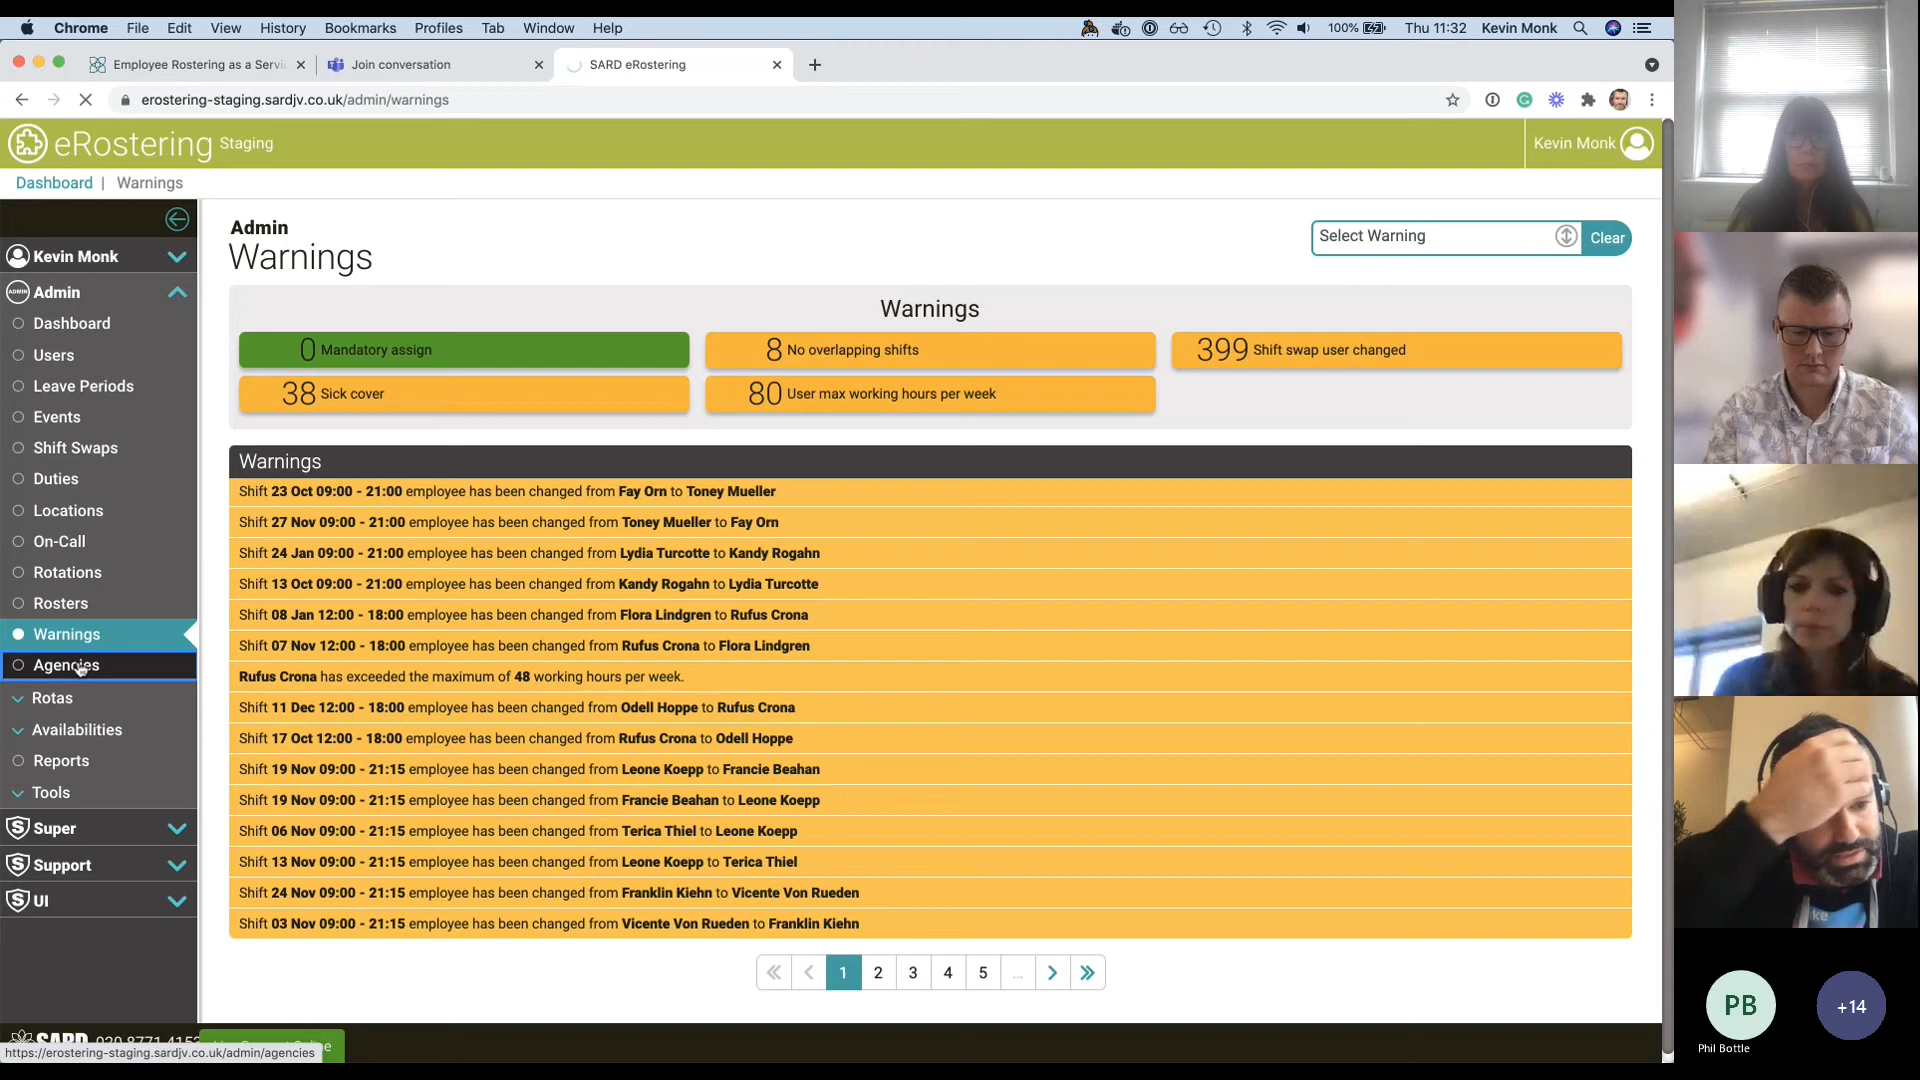 Chrome File Edit View History Bookmarks Profiles Tab Window Help 100% Thu 11:32 Kevin Monk
Employee Rostering as a Servi
Join conversation
SARD eRostering
erostering-staging.sardjv.co.uk/admin/warnings
eRostering Staging
Kevin Monk
Dashboard | Warnings
Kevin Monk
Admin
Dashboard
Users
Leave Periods
Events
Shift Swaps
Duties
Locations
On-Call
Rotations
Rosters
Warnings
Agencies
Rotas
Availabilities
Reports
Tools
Super
Support
UI
Admin
Warnings
Select Warning
Clear
Warnings
0 Mandatory assign
8 No overlapping shifts
399 Shift swap user changed
38 Sick cover
80 User max working hours per week
Warnings
Shift 23 Oct 09:00 - 21:00 employee has been changed from Fay Orn to Toney Mueller
Shift 27 Nov 09:00 - 21:00 employee has been changed from Toney Mueller to Fay Orn
Shift 24 Jan 09:00 - 21:00 employee has been changed from Lydia Turcotte to Kandy Rogahn
Shift 13 Oct 09:00 - 21:00 employee has been changed from Kandy Rogahn to Lydia Turcotte
Shift 08 Jan 12:00 - 18:00 employee has been changed from Flora Lindgren to Rufus Crona
Shift 07 Nov 12:00 - 18:00 employee has been changed from Rufus Crona to Flora Lindgren
Rufus Crona has exceeded the maximum of 48 working hours per week.
Shift 11 Dec 12:00 - 18:00 employee has been changed from Odell Hoppe to Rufus Crona
Shift 17 Oct 12:00 - 18:00 employee has been changed from Rufus Crona to Odell Hoppe
Shift 19 Nov 09:00 - 21:15 employee has been changed from Leone Koepp to Francie Beahan
Shift 19 Nov 09:00 - 21:15 employee has been changed from Francie Beahan to Leone Koepp
Shift 06 Nov 09:00 - 21:15 employee has been changed from Terica Thiel to Leone Koepp
Shift 13 Nov 09:00 - 21:15 employee has been changed from Leone Koepp to Terica Thiel
Shift 24 Nov 09:00 - 21:15 employee has been changed from Franklin Kiehn to Vicente Von Rueden
Shift 03 Nov 09:00 - 21:15 employee has been changed from Vicente Von Rueden to Franklin Kiehn
1 2 3 4 5 ...
SARD
https://erostering-staging.sardjv.co.uk/admin/agencies
PB
Phil Bottle
+14